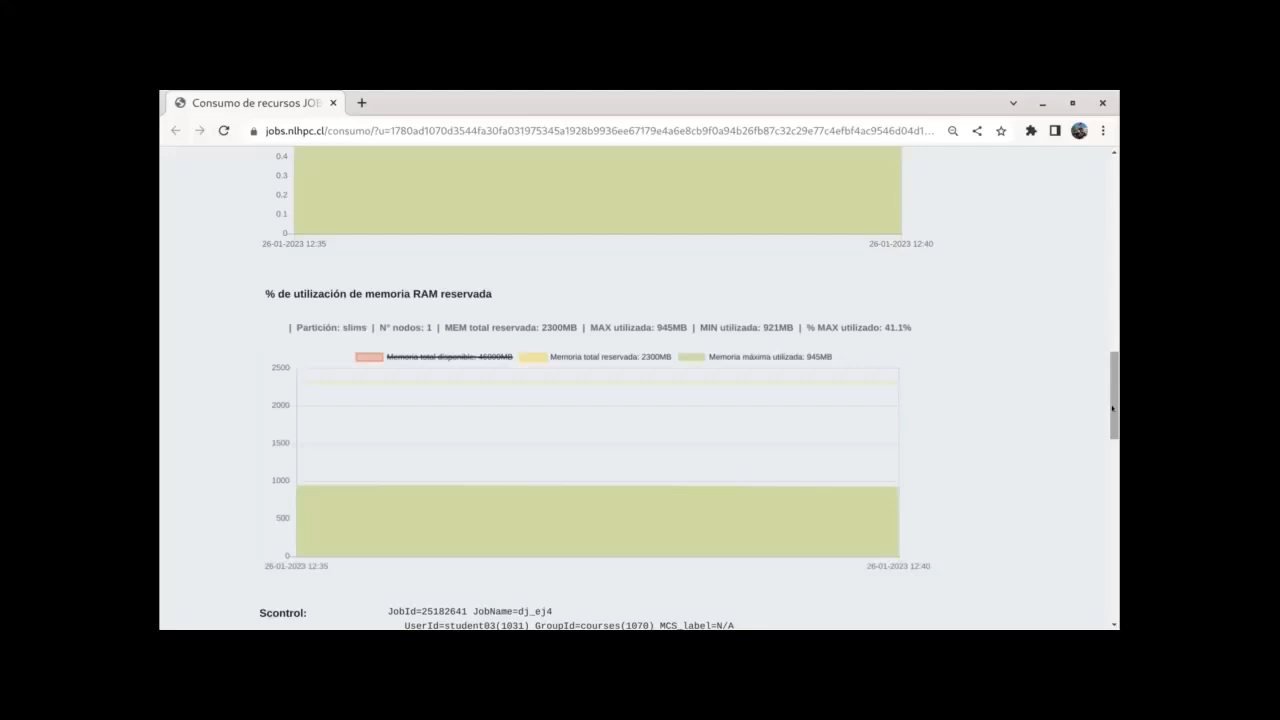 Consumo de recursos JOB
jobs.nlhpc.cl/consumo/?u=1780ad1070d3544fa30fa031975345a1928b9936ee67179e4a6e8cb9f0a94b26fb87c32c29e77c4efbf4ac9546d04d1...
0.4
0.3
0.2
0.1
0
26-01-2023 12:35 26-01-2023 12:40
% de utilización de memoria RAM reservada
| Partición: slims | N° nodos: 1 | MEM total reservada: 2300MB | MAX utilizada: 945MB | MIN utilizada: 921MB | % MAX utilizado: 41.1%
Memoria total disponible: 46000MB Memoria total reservada: 2300MB Memoria máxima utilizada: 945MB
2500
2000
1500
1000
500
0
26-01-2023 12:35 26-01-2023 12:40
Scontrol: JobId=25182641 JobName=dj_ej4
UserId=student03(1031) GroupId=courses(1070) MCS_label=N/A